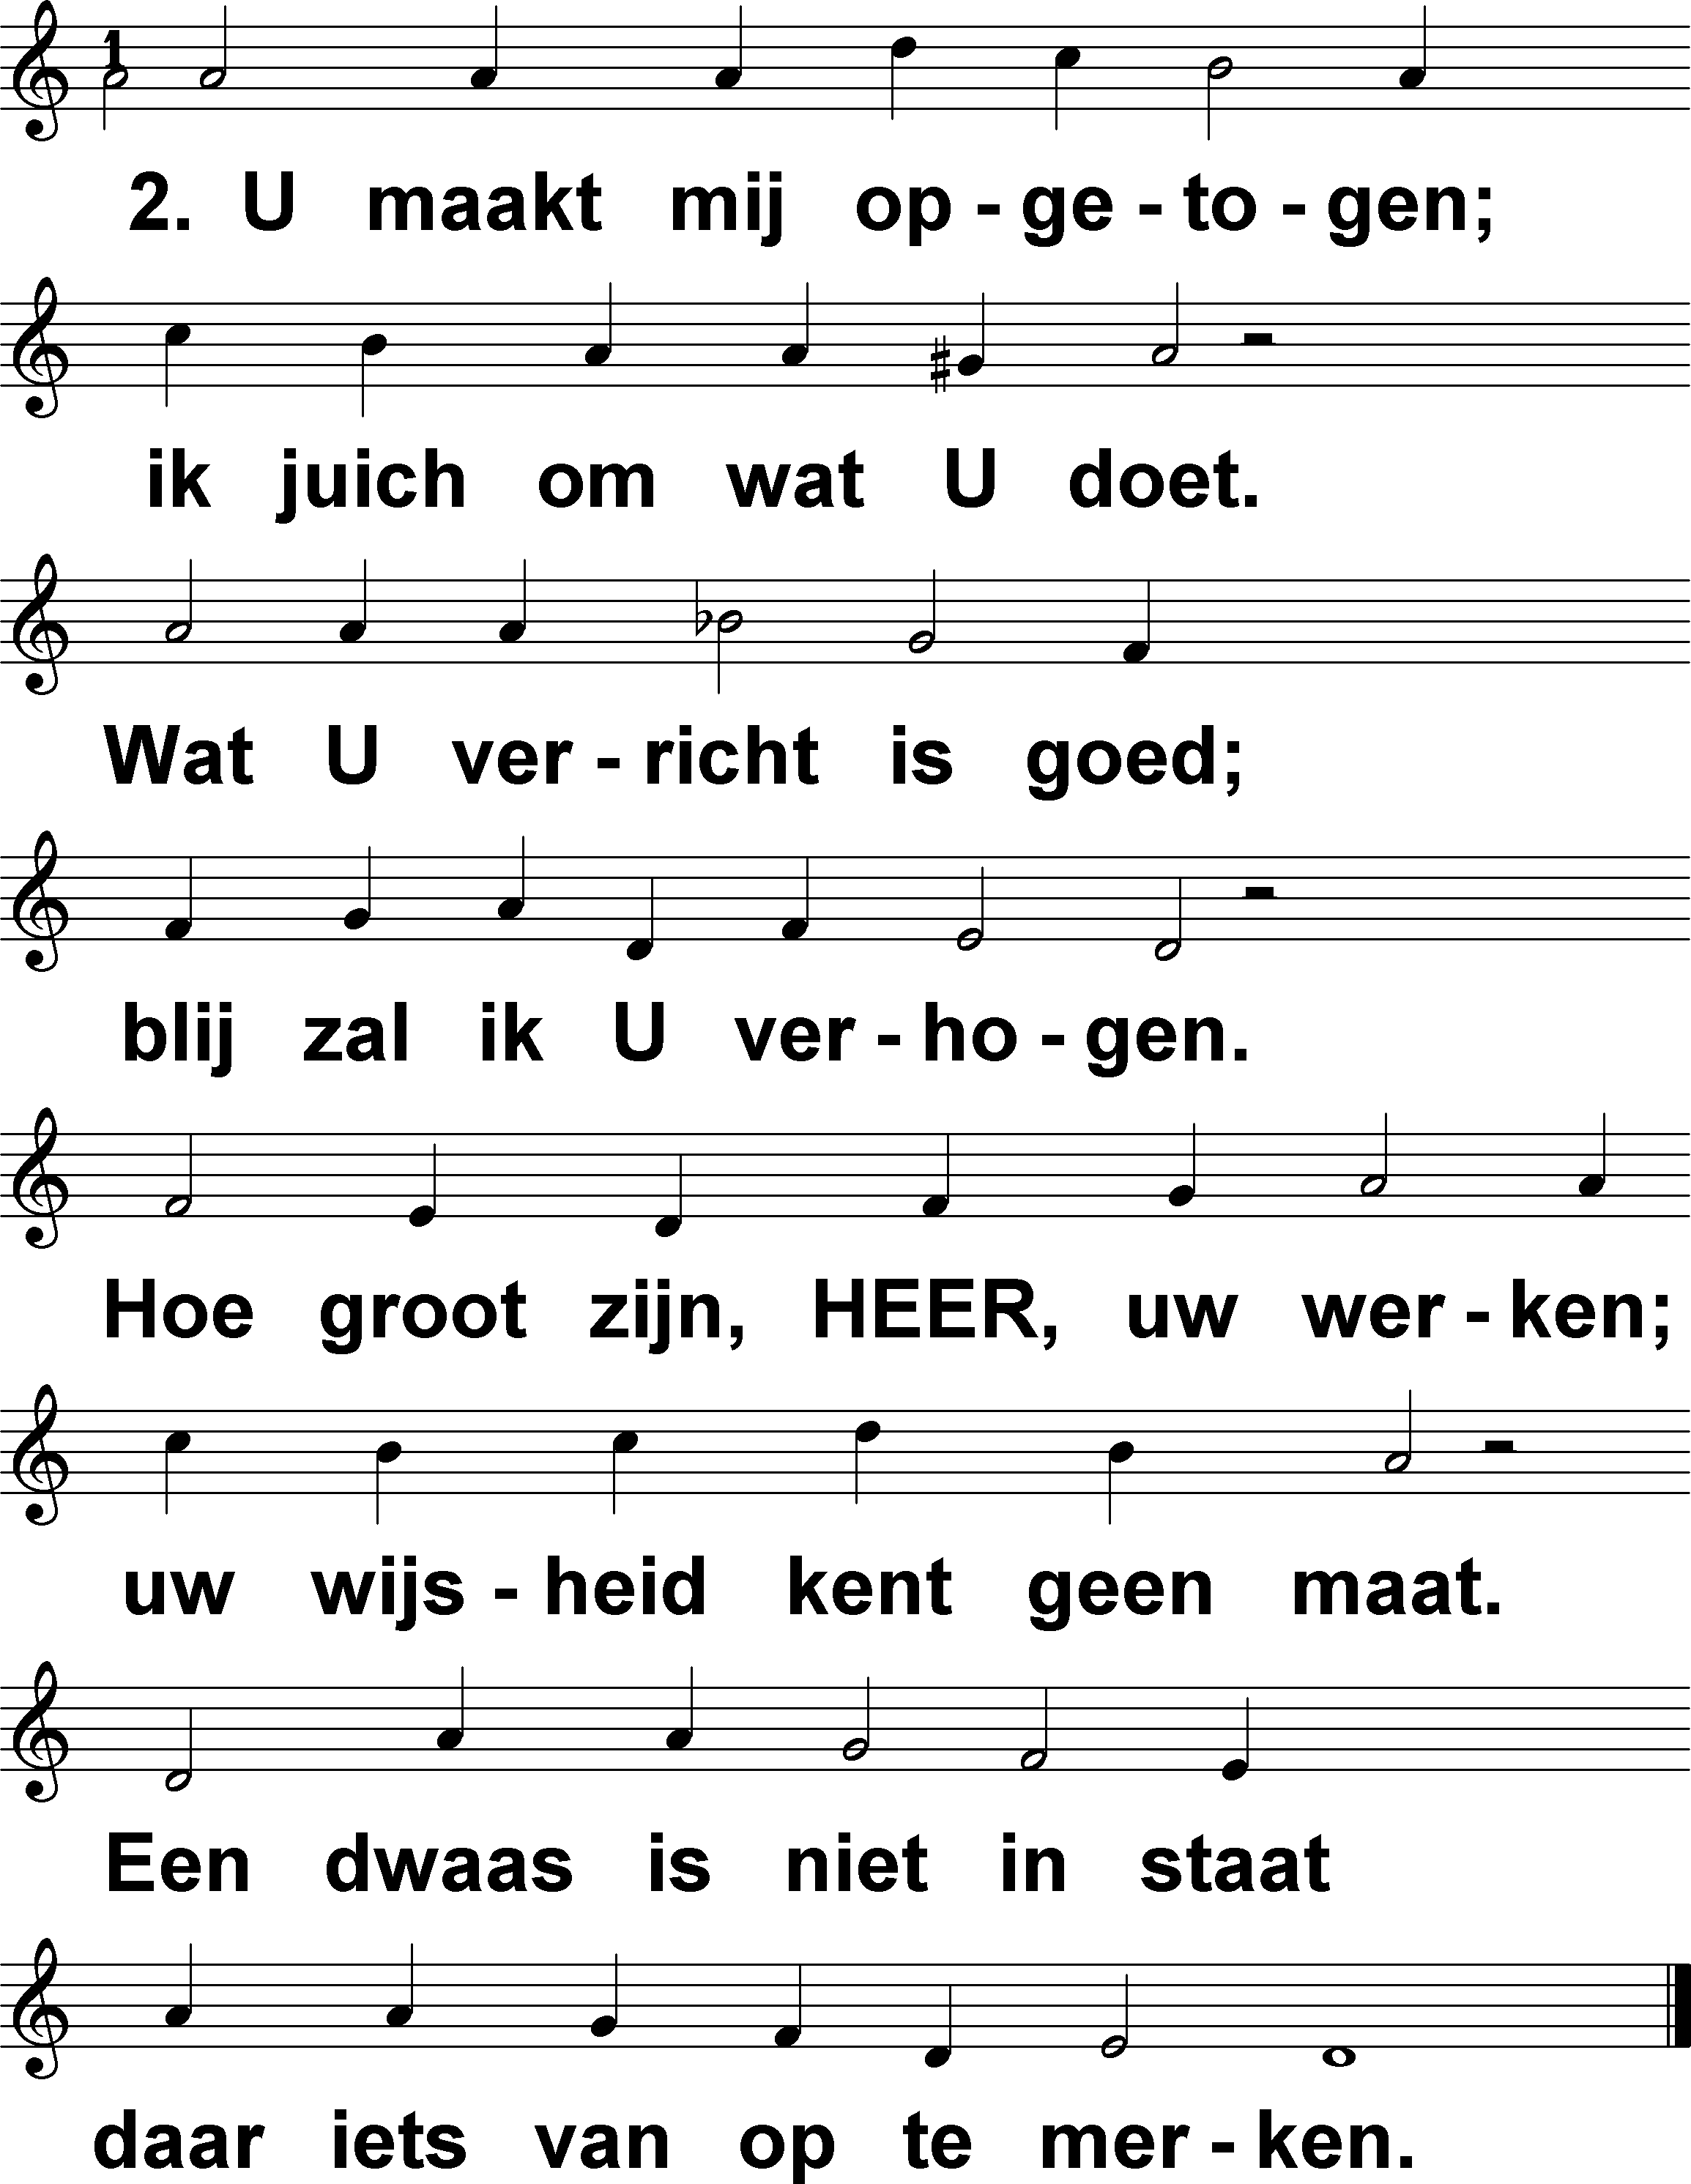 1
2. U maakt mij op - ge - to - gen;
ik juich om wat U doet.
Wat U ver - richt is goed;
blij zal ik U ver - ho - gen.
Hoe groot zijn, HEER, uw wer - ken;
uw wijs - heid kent geen maat.
Een dwaas is niet in staat
daar iets van op te mer - ken.